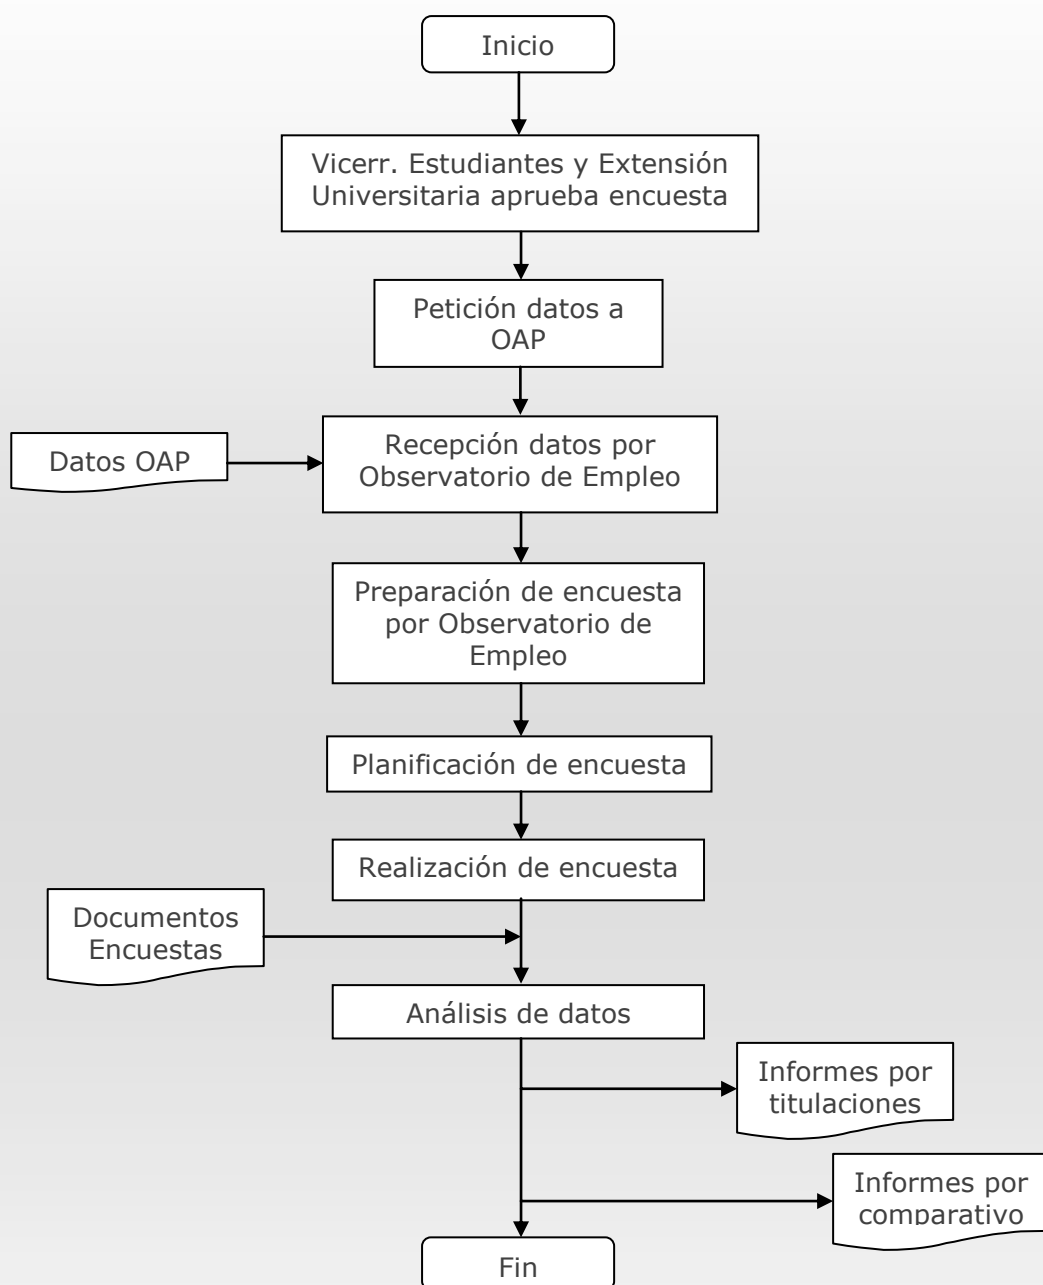 Inicio
Vicerr. Estudiantes y Extensión
Universitaria aprueba encuesta
Petición datos a
OAP
Datos OAP
Recepción datos por
Observatorio de Empleo
Preparación de encuesta
por Observatorio de
Empleo
Planificación de encuesta
Realización de encuesta
Documentos
Encuestas
Análisis de datos
Informes por
titulaciones
Informes por
comparativo
Fin